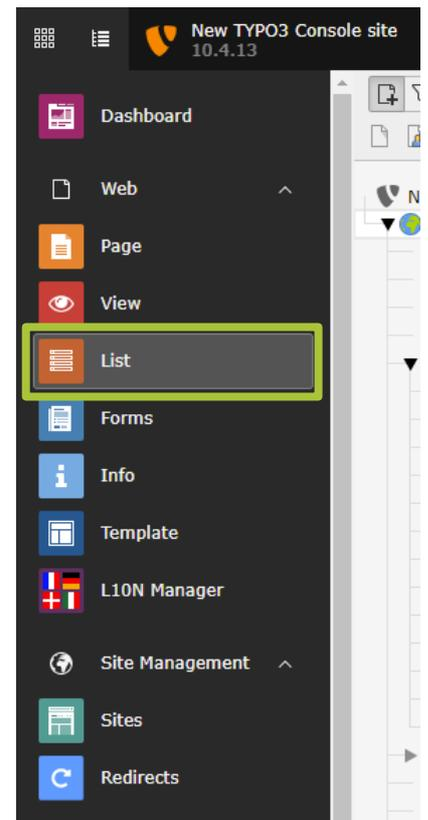 New TYPO3 Console site
10.4.13
Dashboard
Web
Page
View
List
Forms
Info
Template
L10N Manager
Site Management
Sites
Redirects